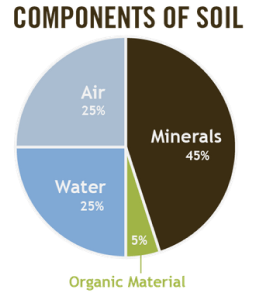 COMPONENTS OF SOIL
Air
25%
Minerals
45%
Water
25%
5%
Organic Material